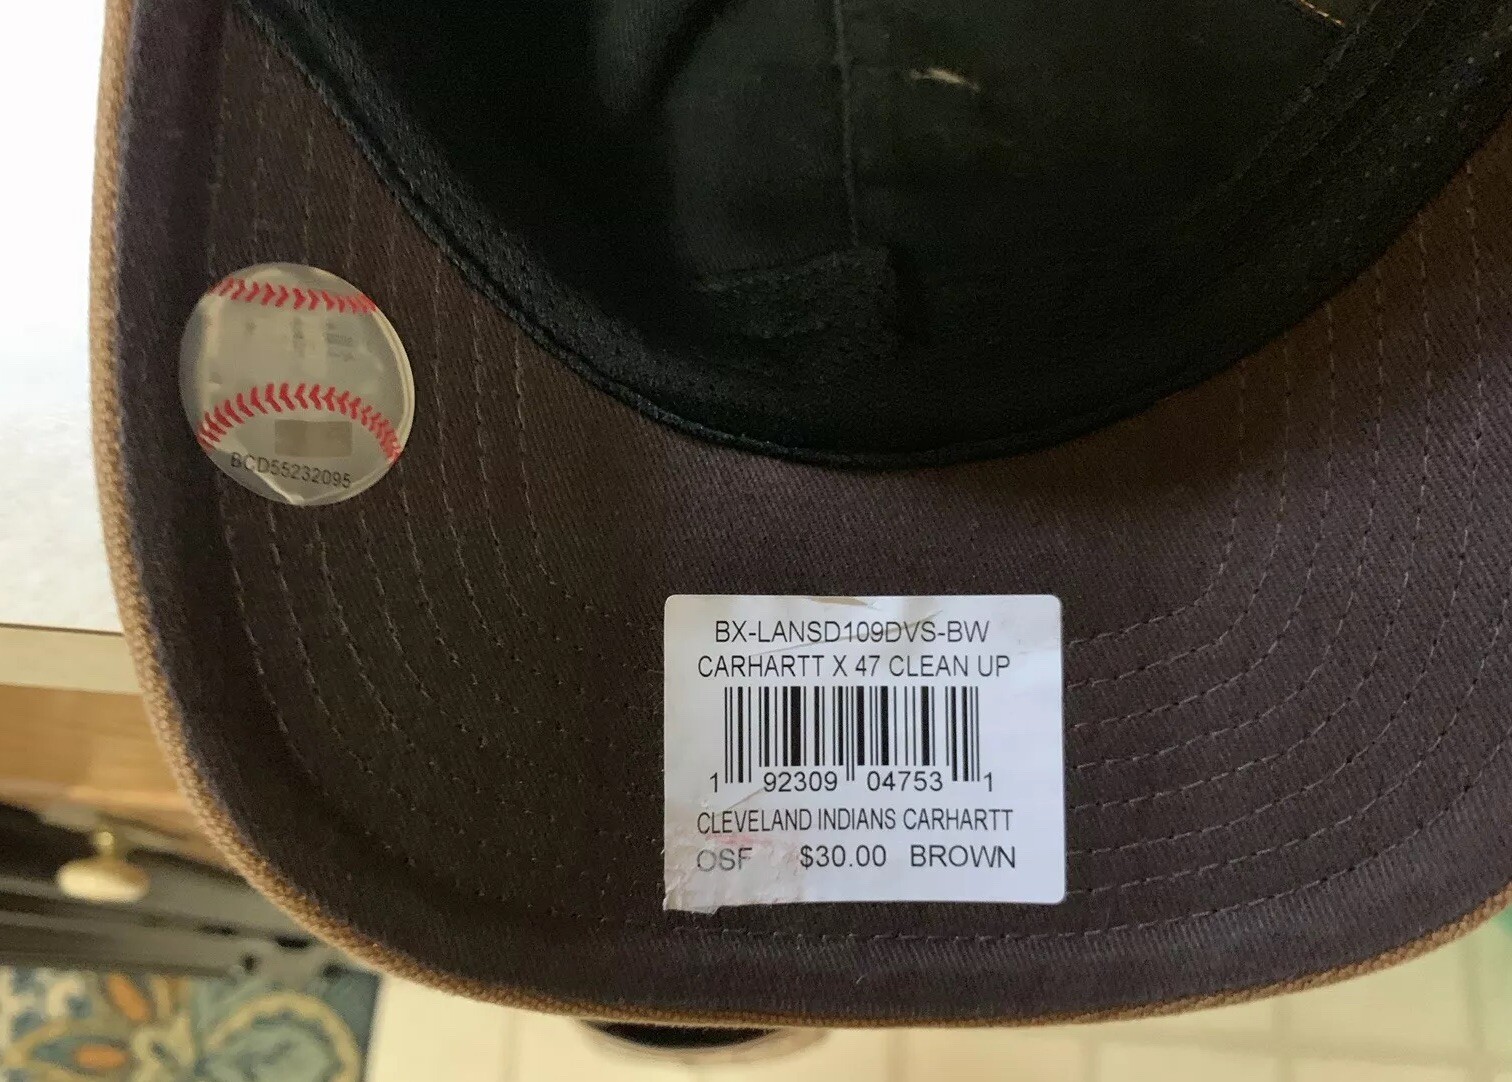 BCD55232095
BX-LANSD109DVS-BW
CARHARTT X 47 CLEAN UP
1 92309 04753 1
CLEVELAND INDIANS CARHARTT
OSF $30.00 BROWN